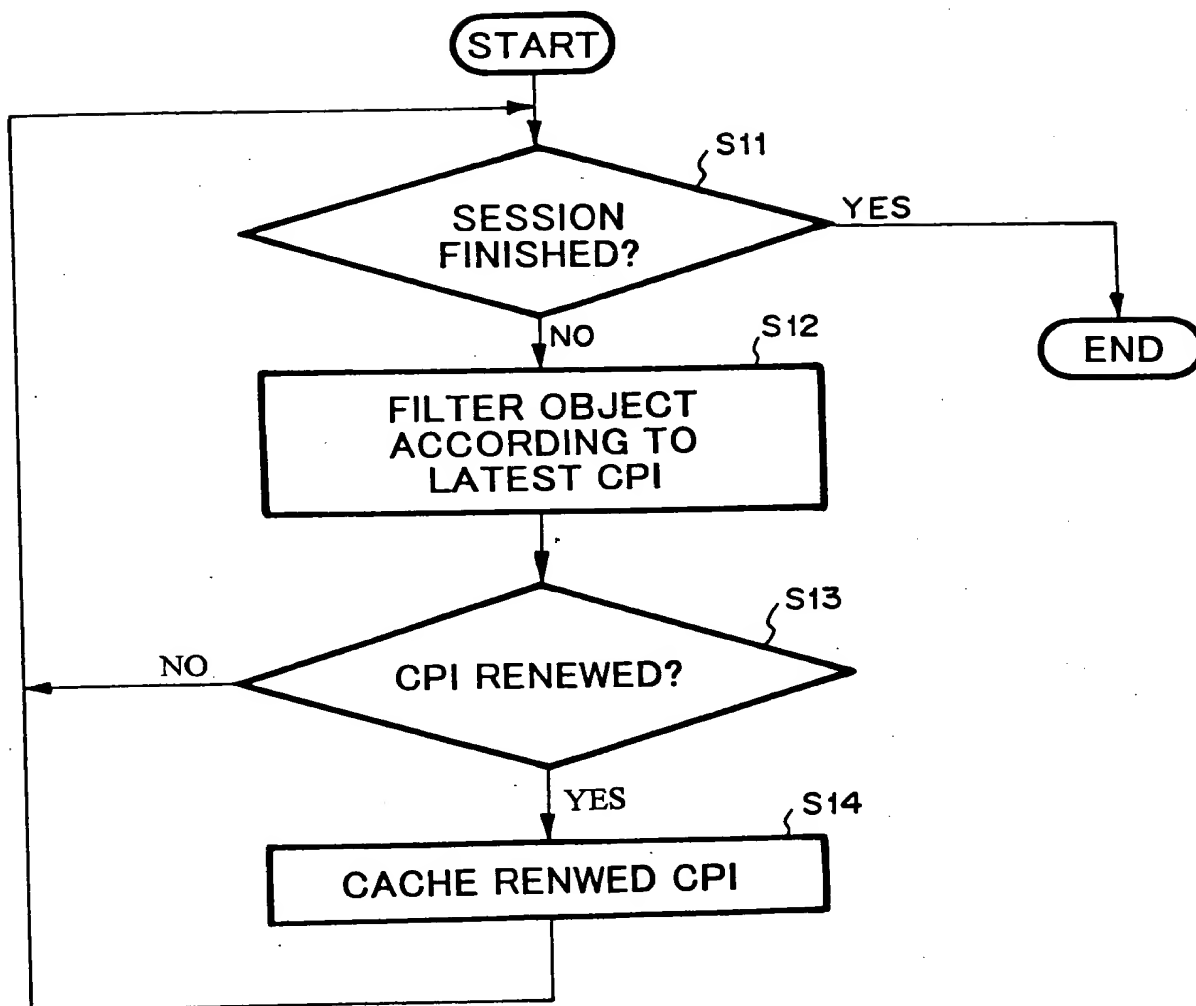 START
S11
SESSION
FINISHED?
YES
NO
END
S12
FILTER OBJECT
ACCORDING TO
LATEST CPI
S13
CPI RENEWED?
NO
YES
S14
CACHE RENWED CPI